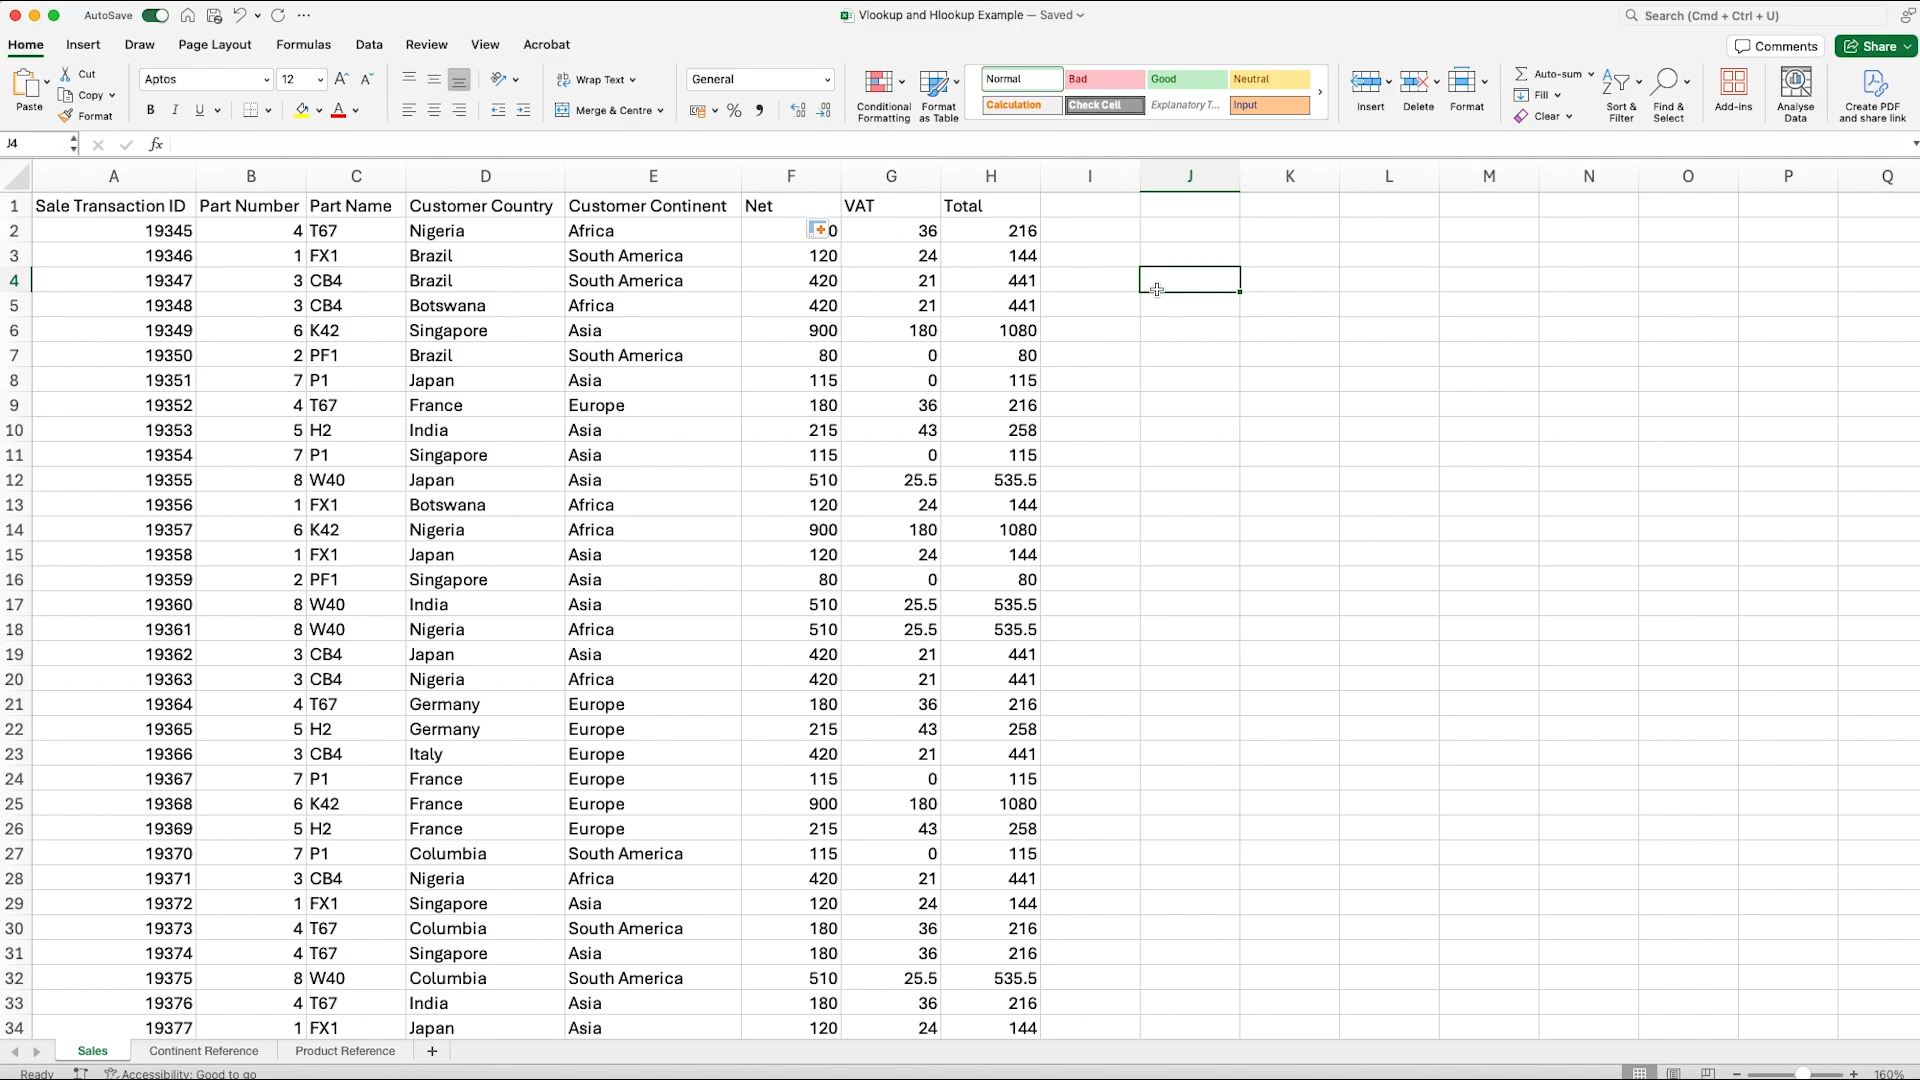 AutoSave
Vlookup and Hlookup Example — Saved
Search (Cmd + Ctrl + U)
Home Insert Draw Page Layout Formulas Data Review View Acrobat
Comments Share
Paste
Cut
Copy
Format
Aptos 12
B I U
Wrap Text
Merge & Centre
General
Conditional Formatting
Format as Table
Normal Bad Good Neutral
Calculation Check Cell Explanatory T... Input
Insert Delete Format
Auto-sum
Fill
Clear
Sort & Filter
Find & Select
Add-ins
Analyse Data
Create PDF and share link
J4 fx
A B C D E F G H I J K L M N O P Q
1 Sale Transaction ID Part Number Part Name Customer Country Customer Continent Net VAT Total
2 19345 4 T67 Nigeria Africa 0 36 216
3 19346 1 FX1 Brazil South America 120 24 144
4 19347 3 CB4 Brazil South America 420 21 441
5 19348 3 CB4 Botswana Africa 420 21 441
6 19349 6 K42 Singapore Asia 900 180 1080
7 19350 2 PF1 Brazil South America 80 0 80
8 19351 7 P1 Japan Asia 115 0 115
9 19352 4 T67 France Europe 180 36 216
10 19353 5 H2 India Asia 215 43 258
11 19354 7 P1 Singapore Asia 115 0 115
12 19355 8 W40 Japan Asia 510 25.5 535.5
13 19356 1 FX1 Botswana Africa 120 24 144
14 19357 6 K42 Nigeria Africa 900 180 1080
15 19358 1 FX1 Japan Asia 120 24 144
16 19359 2 PF1 Singapore Asia 80 0 80
17 19360 8 W40 India Asia 510 25.5 535.5
18 19361 8 W40 Nigeria Africa 510 25.5 535.5
19 19362 3 CB4 Japan Asia 420 21 441
20 19363 3 CB4 Nigeria Africa 420 21 441
21 19364 4 T67 Germany Europe 180 36 216
22 19365 5 H2 Germany Europe 215 43 258
23 19366 3 CB4 Italy Europe 420 21 441
24 19367 7 P1 France Europe 115 0 115
25 19368 6 K42 France Europe 900 180 1080
26 19369 5 H2 France Europe 215 43 258
27 19370 7 P1 Columbia South America 115 0 115
28 19371 3 CB4 Nigeria Africa 420 21 441
29 19372 1 FX1 Singapore Asia 120 24 144
30 19373 4 T67 Columbia South America 180 36 216
31 19374 4 T67 Singapore Asia 180 36 216
32 19375 8 W40 Columbia South America 510 25.5 535.5
33 19376 4 T67 India Asia 180 36 216
34 19377 1 FX1 Japan Asia 120 24 144
Sales Continent Reference Product Reference
Ready Accessibility: Good to go 160%